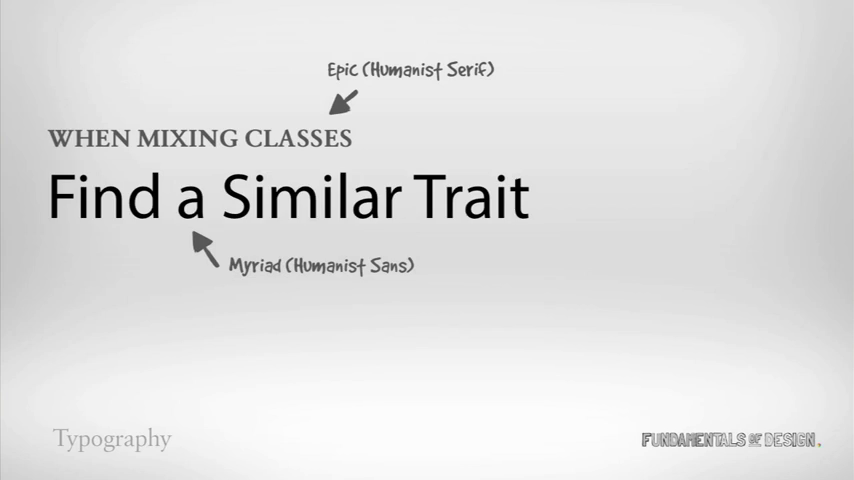 Epic (Humanist Serif)
WHEN MIXING CLASSES
Find a Similar Trait
Myriad (Humanist Sans)
Typography
FUNDAMENTALS OF DESIGN.